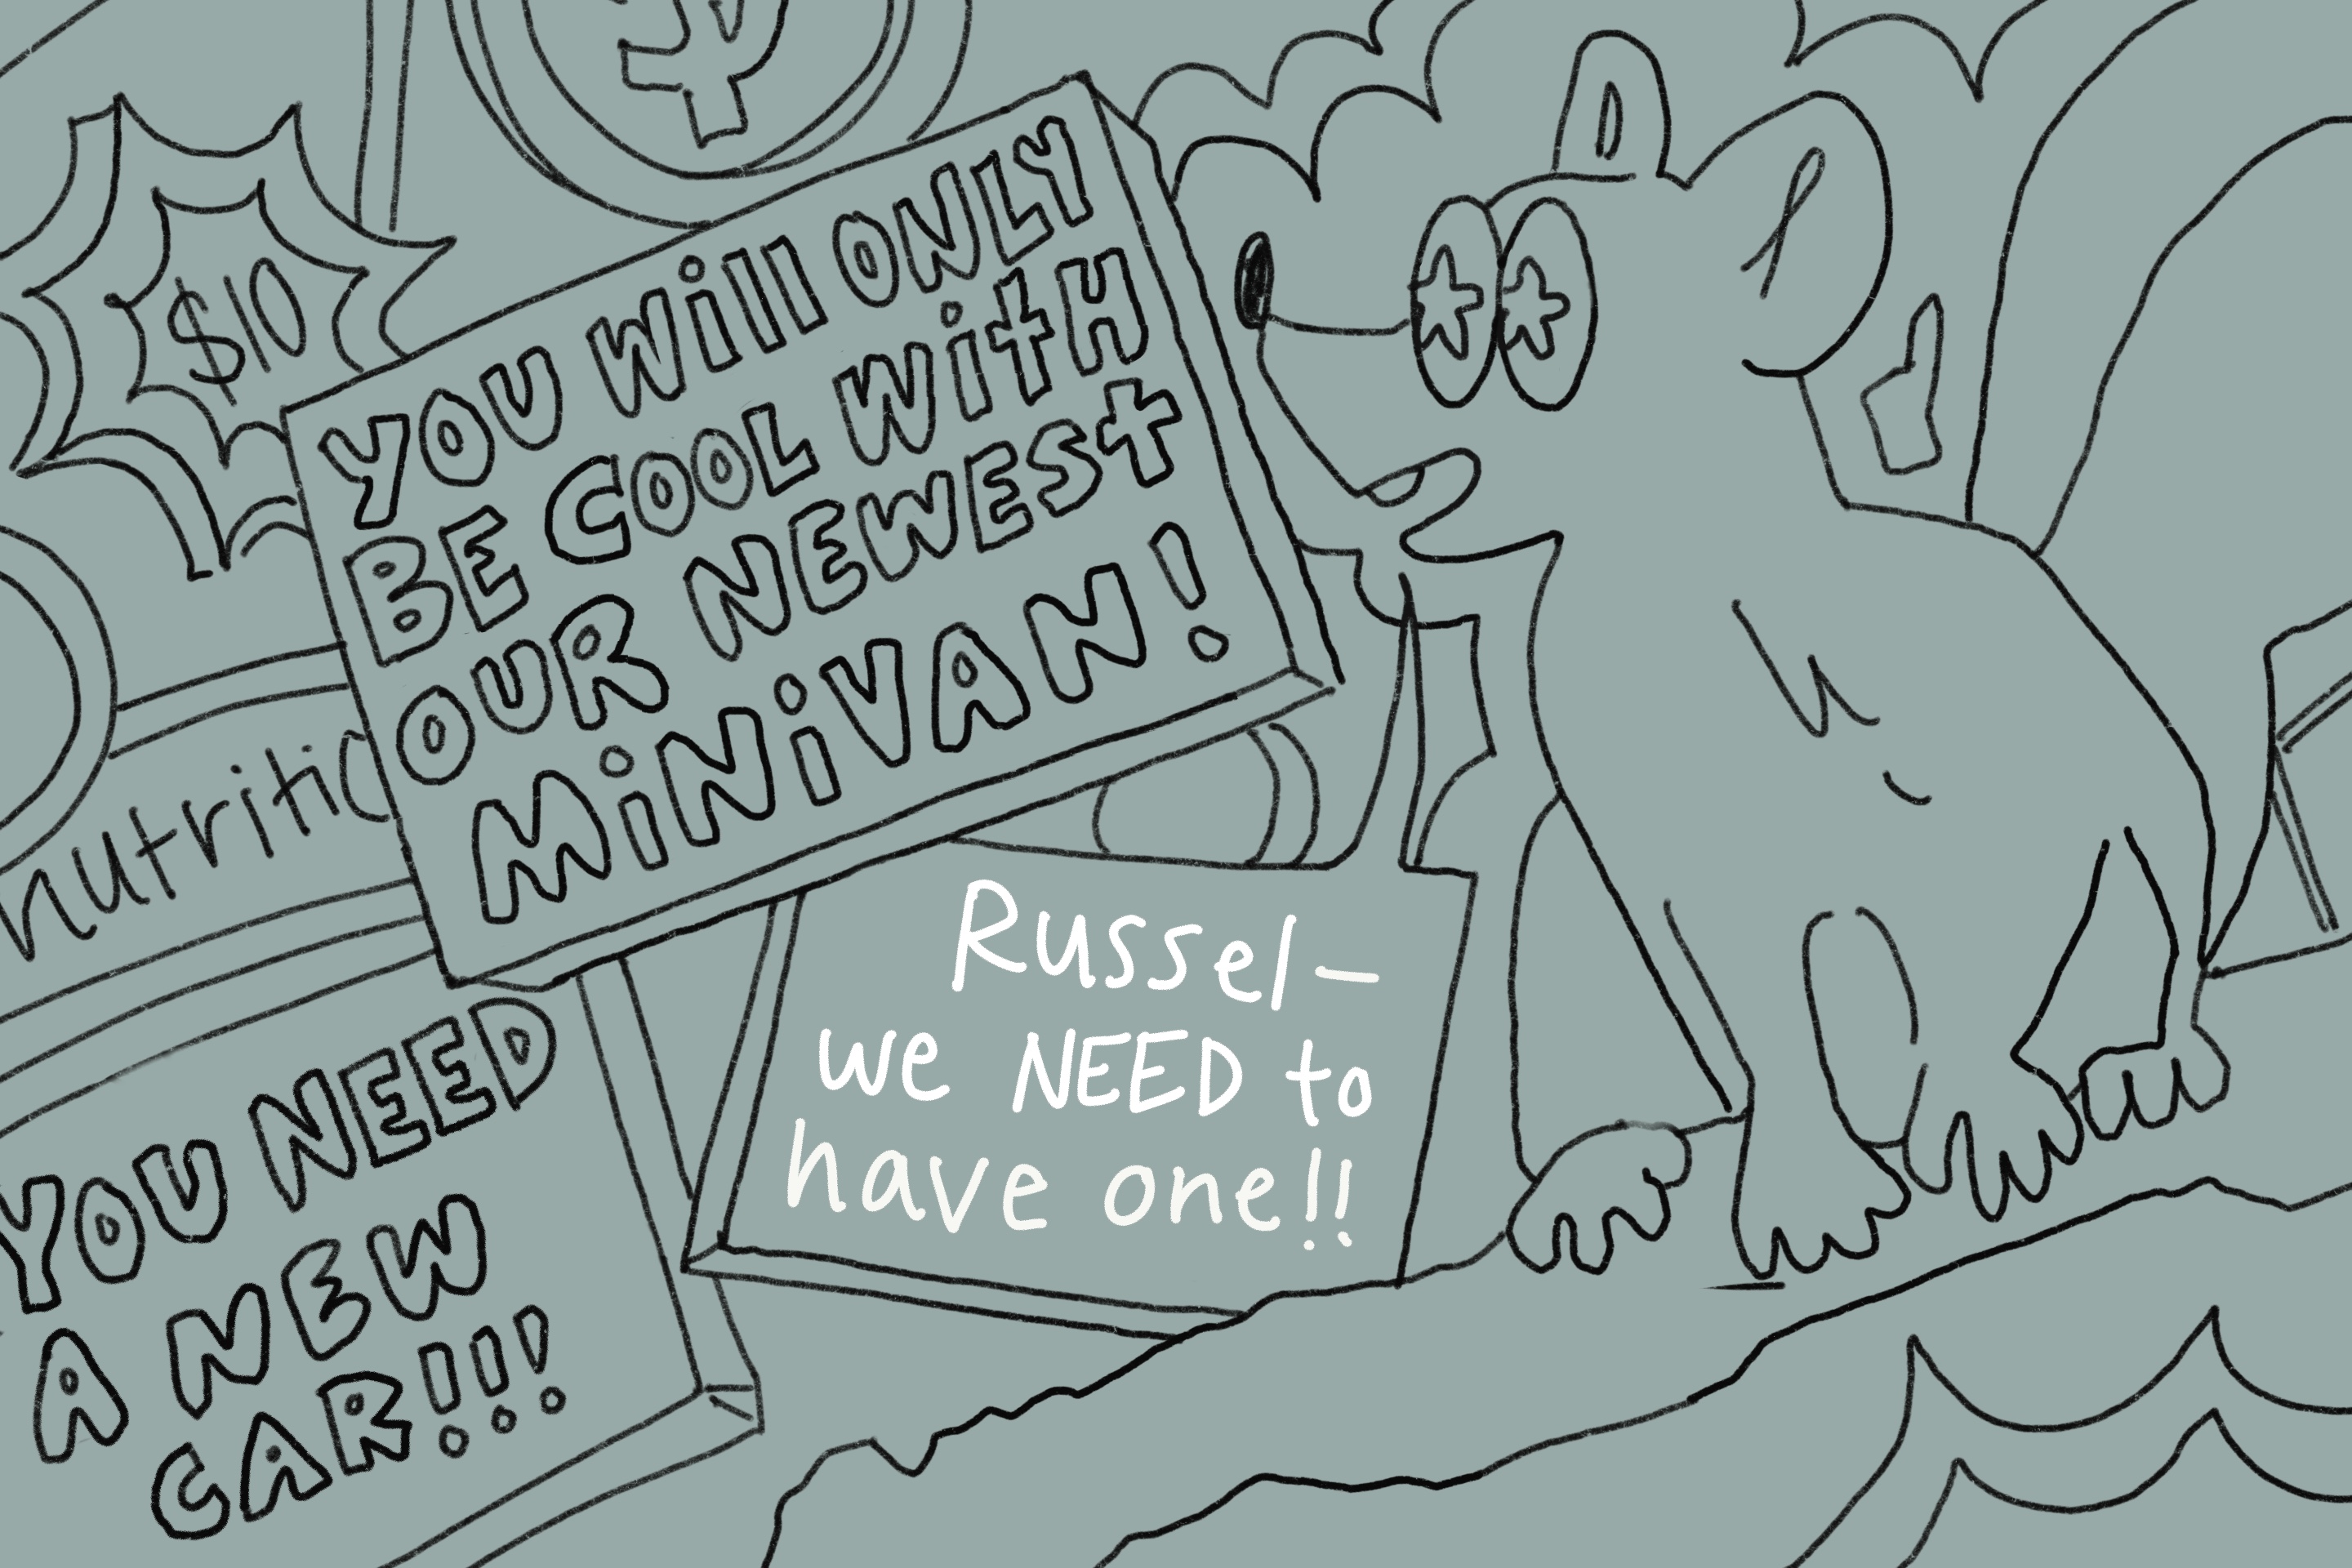 $
$10
YOU Will ONLY
BE COOL WitH
OUR NEWESt
MiNiVAN!
nutritio
Russel-
we NEED to
have one!!
YOU NEED
A NEW
CAR!!!